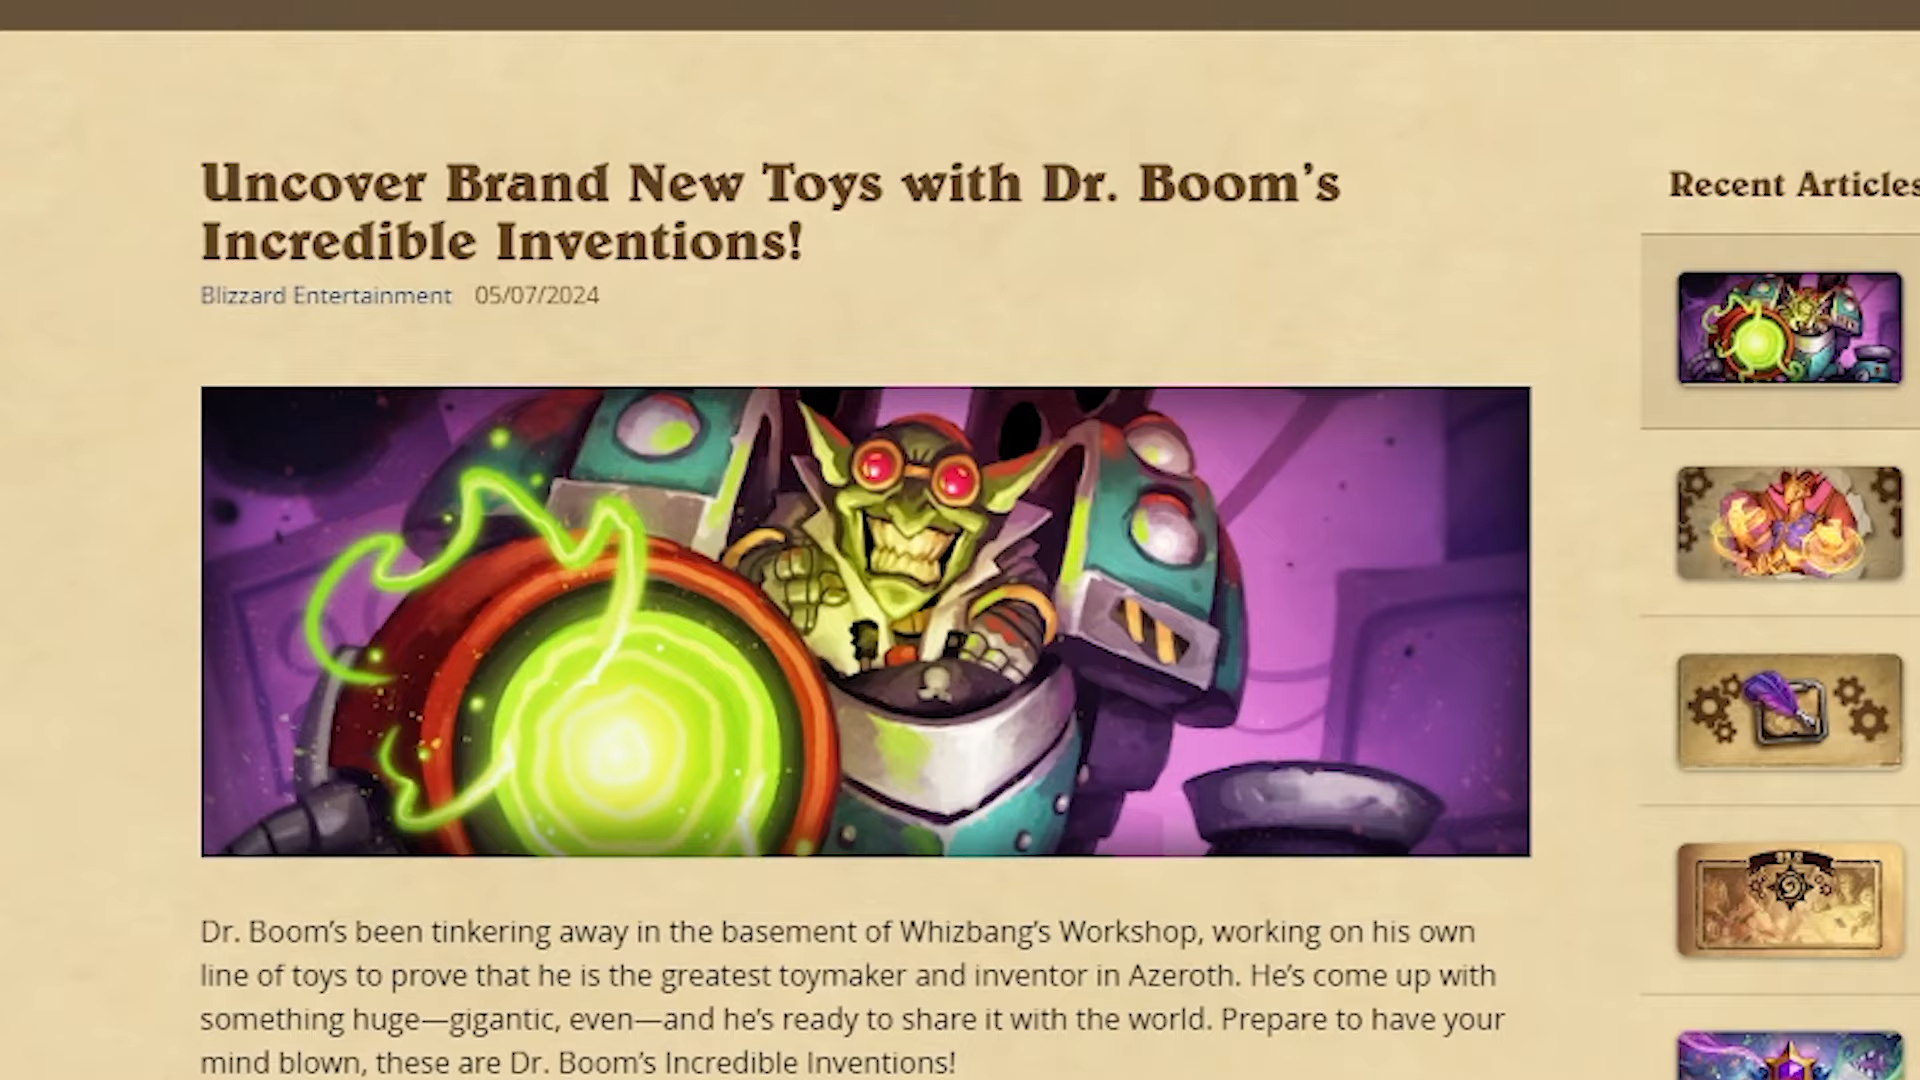 Uncover Brand New Toys with Dr. Boom’s
Incredible Inventions!
Blizzard Entertainment 05/07/2024
Recent Articles
Dr. Boom’s been tinkering away in the basement of Whizbang’s Workshop, working on his own
line of toys to prove that he is the greatest toymaker and inventor in Azeroth. He’s come up with
something huge—gigantic, even—and he’s ready to share it with the world. Prepare to have your
mind blown, these are Dr. Boom’s Incredible Inventions!